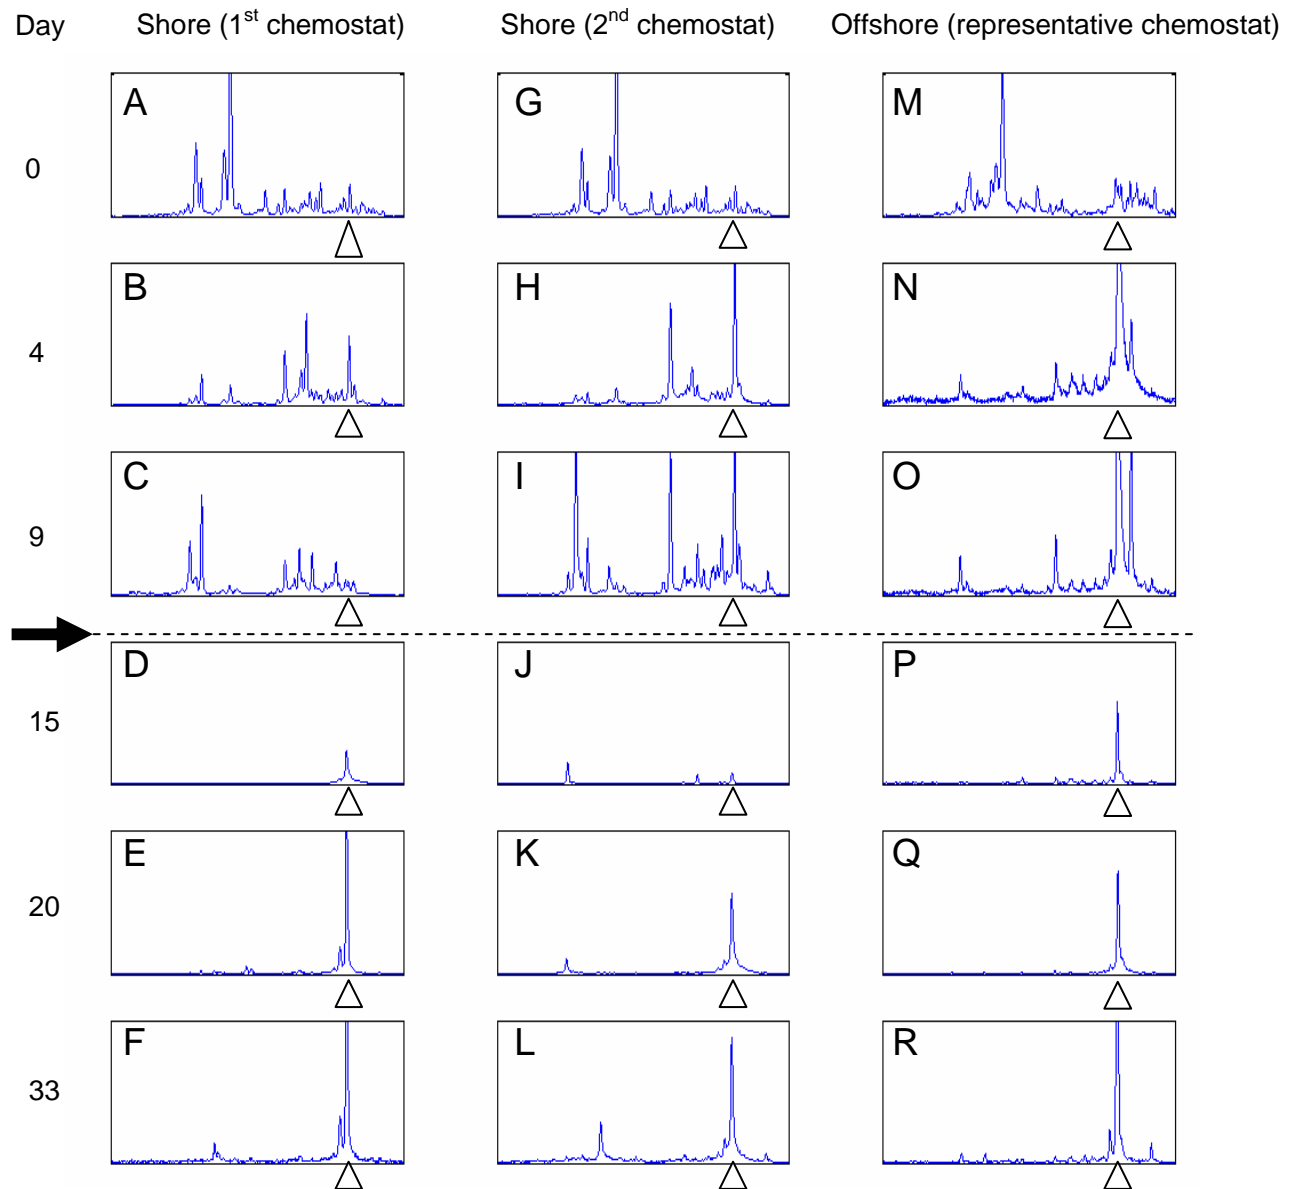 Day Shore (1st chemostat) Shore (2nd chemostat) Offshore (representative chemostat)
A G M
0
B H N
4
C I O
9
D J P
15
E K Q
20
F L R
33